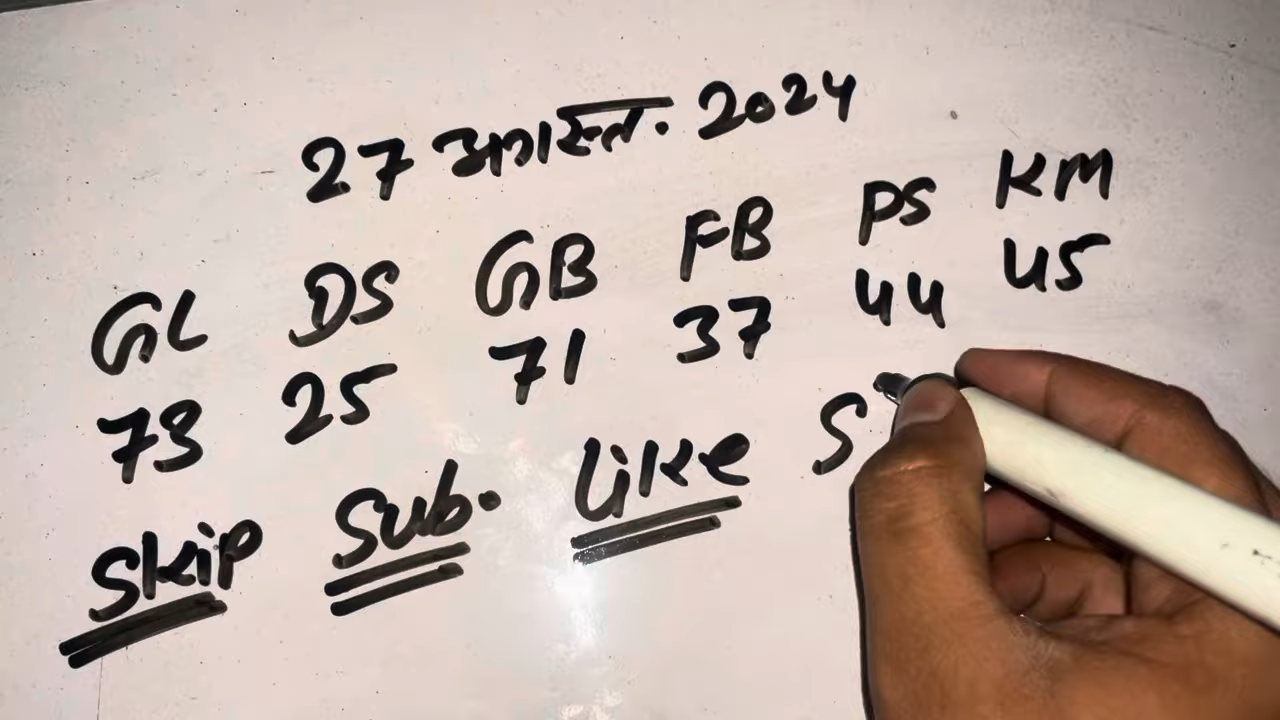 27 अगस्त. 2024
GL DS GB FB PS KM
73 25 71 37 44 45
Skip Sub. Like S